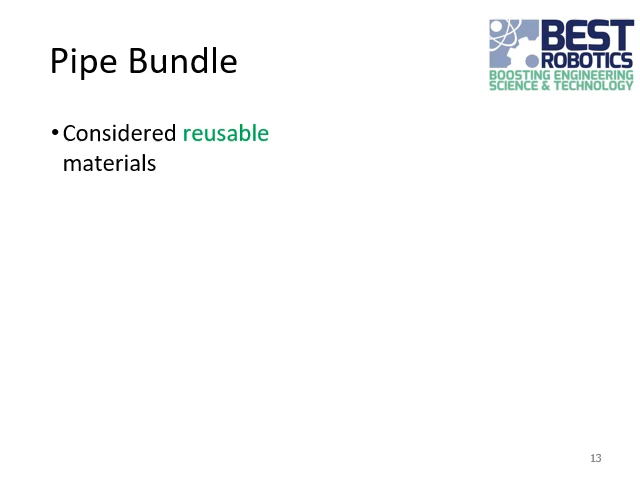 Pipe Bundle
BEST
ROBOTICS
BOOSTING ENGINEERING
SCIENCE & TECHNOLOGY
•Considered reusable
materials
13